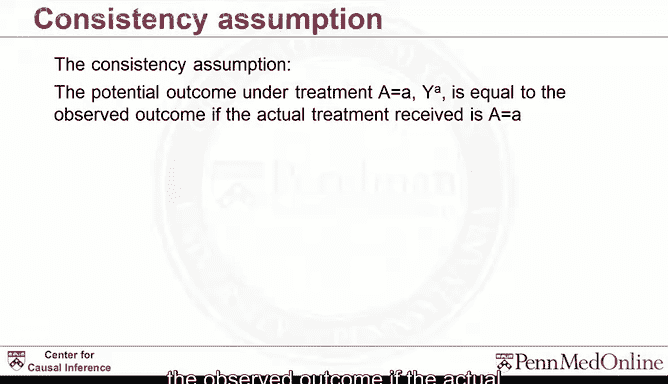 Consistency assumption
The consistency assumption:
The potential outcome under treatment A=a, Yᵃ, is equal to the
observed outcome if the actual treatment received is A=a
Center for
Causal Inference
PennMedOnline
the observed outcome if the actual